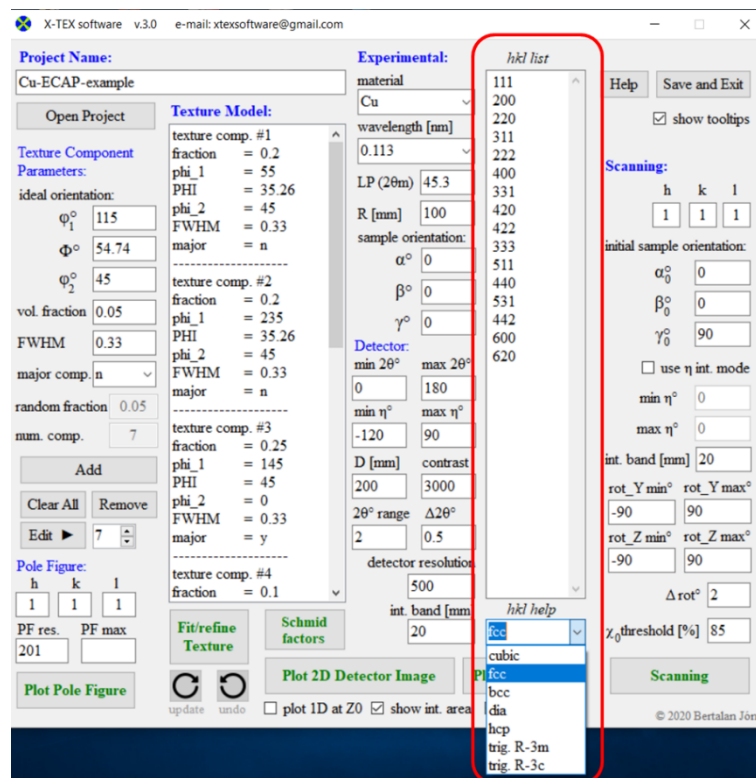 X-TEX software v.3.0 e-mail: xtexsoftware@gmail.com
Project Name:
Cu-ECAP-example
Open Project
Texture Component
Parameters:
ideal orientation:
φ₁° 115
Φ° 54.74
φ₂° 45
vol. fraction 0.05
FWHM 0.33
major comp. n
random fraction 0.05
num. comp. 7
Add
Clear All Remove
Edit ► 7
Pole Figure:
h k l
1 1 1
PF res. PF max
201
Plot Pole Figure
Texture Model:
texture comp. #1
fraction = 0.2
phi_1 = 55
PHI = 35.26
phi_2 = 45
FWHM = 0.33
major = n
--------------------
texture comp. #2
fraction = 0.2
phi_1 = 235
PHI = 35.26
phi_2 = 45
FWHM = 0.33
major = n
--------------------
texture comp. #3
fraction = 0.25
phi_1 = 145
PHI = 45
phi_2 = 0
FWHM = 0.33
major = y
--------------------
texture comp. #4
fraction = 0.1
Fit/refine
Texture
Schmid
factors
update undo
Plot 2D Detector Image
plot 1D at Z0 show int. area
Experimental:
material
Cu
wavelength [nm]
0.113
LP (2θm) 45.3
R [mm] 100
sample orientation:
α° 0
β° 0
γ° 0
Detector:
min 2θ° max 2θ°
0 180
min η° max η°
-120 90
D [mm] contrast
200 3000
2θ° range Δ2θ°
2 0.5
detector resolution
500
int. band [mm]
20
hkl list
111
200
220
311
222
400
331
420
422
333
511
440
531
442
600
620
hkl help
fcc
cubic
fcc
bcc
dia
hcp
trig. R-3m
trig. R-3c
Help Save and Exit
show tooltips
Scanning:
h k l
1 1 1
initial sample orientation:
α₀° 0
β₀° 0
γ₀° 90
use η int. mode
min η° 0
max η° 0
int. band [mm] 20
rot_Y min° rot_Y max°
-90 90
rot_Z min° rot_Z max°
-90 90
Δ rot° 2
χ₀threshold [%] 85
Scanning
© 2020 Bertalan